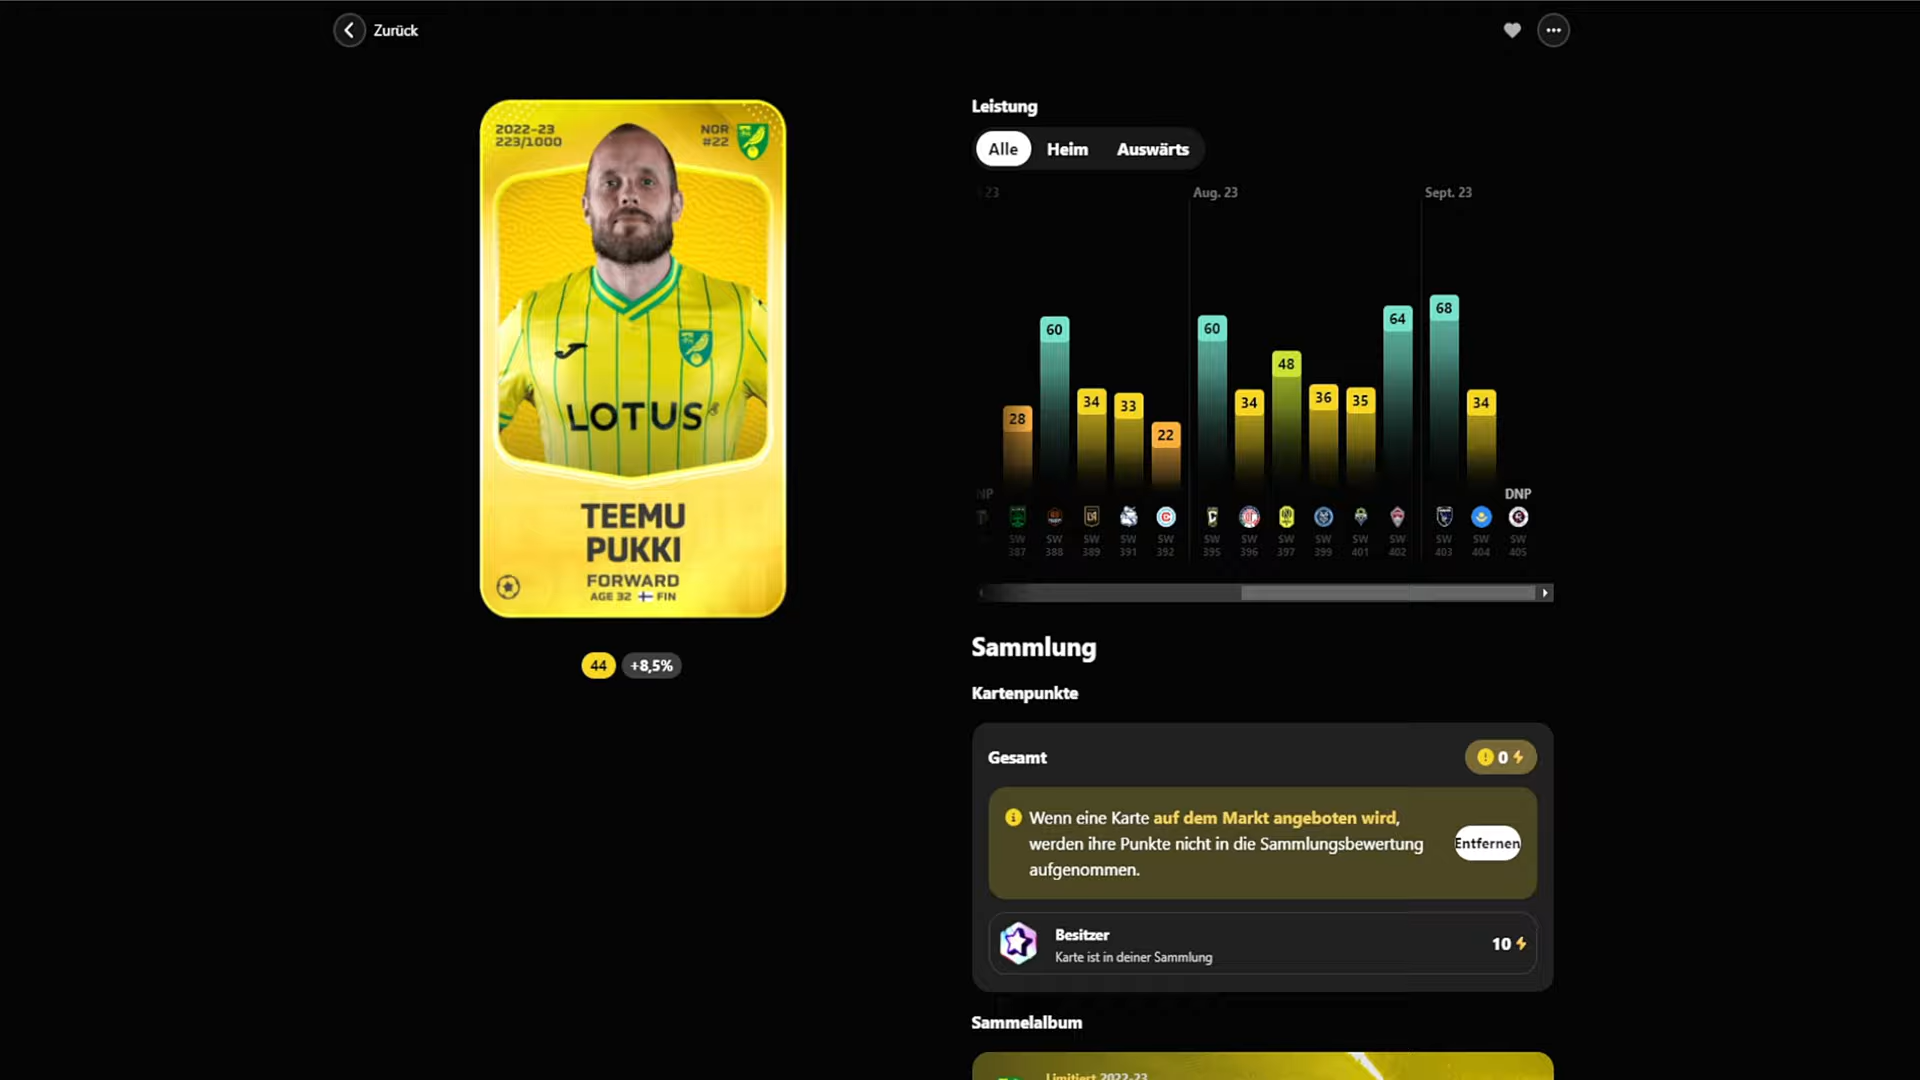 Zurück
2022-23
223/1000
NOR
#22
LOTUS
TEEMU
PUKKI
FORWARD
AGE 32 FIN
44 +8,5%
Leistung
Alle Heim Auswärts
23 Aug. 23 Sept. 23
28 60 34 33 22 60 34 48 36 35 64 68 34
NP DNP
SW SW SW SW SW SW SW SW SW SW SW SW SW SW
387 388 389 391 392 395 396 397 399 401 402 403 404 405
Sammlung
Kartenpunkte
Gesamt 0
Wenn eine Karte auf dem Markt angeboten wird,
werden ihre Punkte nicht in die Sammlungsbewertung
aufgenommen.
Entfernen
Besitzer
Karte ist in deiner Sammlung
10
Sammelalbum
Limitiert 2022-23